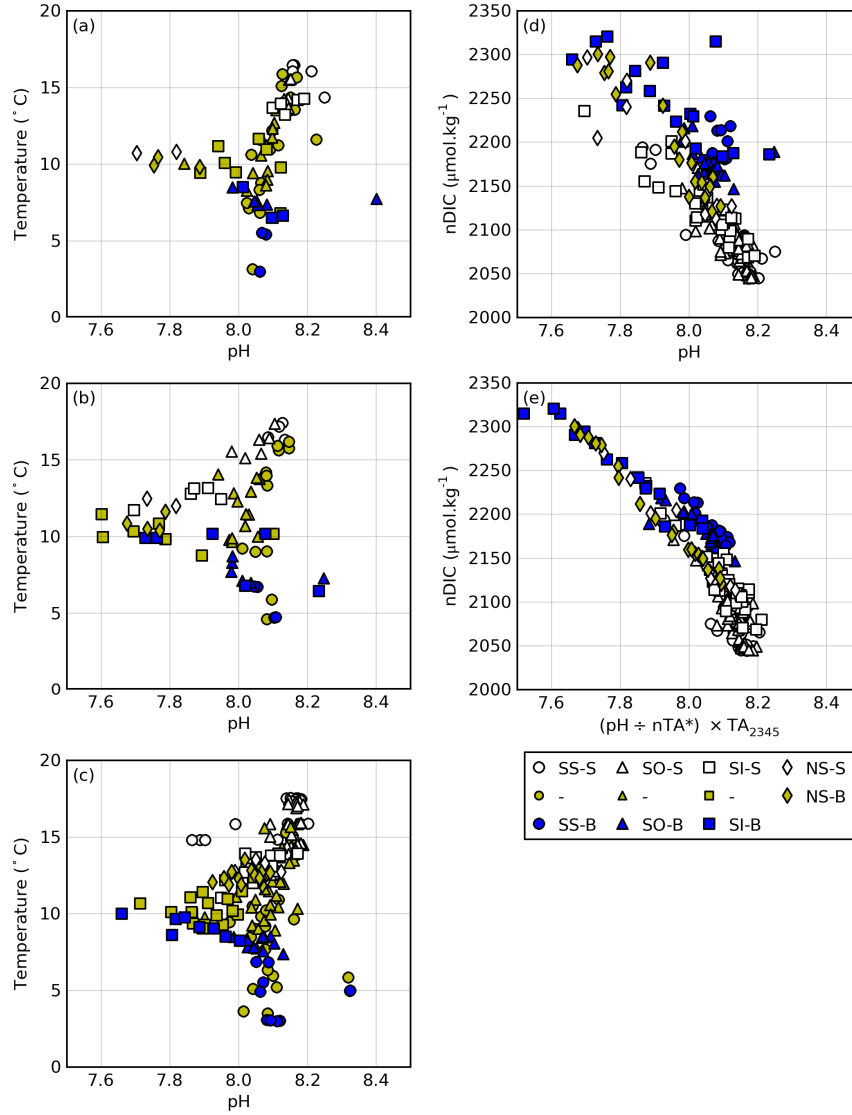 (a)
20
15
10
5
0
Temperature (°C)
7.6 7.8 8.0 8.2 8.4
pH
(d)
2350
2300
2250
2200
2150
2100
2050
2000
nDIC (μmol.kg⁻¹)
7.6 7.8 8.0 8.2 8.4
pH
(b)
20
15
10
5
0
Temperature (°C)
7.6 7.8 8.0 8.2 8.4
pH
(e)
2350
2300
2250
2200
2150
2100
2050
2000
nDIC (μmol.kg⁻¹)
7.6 7.8 8.0 8.2 8.4
(pH ÷ nTA*) × TA₂₃₄₅
(c)
20
15
10
5
0
Temperature (°C)
7.6 7.8 8.0 8.2 8.4
pH
SS-S SO-S SI-S NS-S
- - - NS-B
SS-B SO-B SI-B